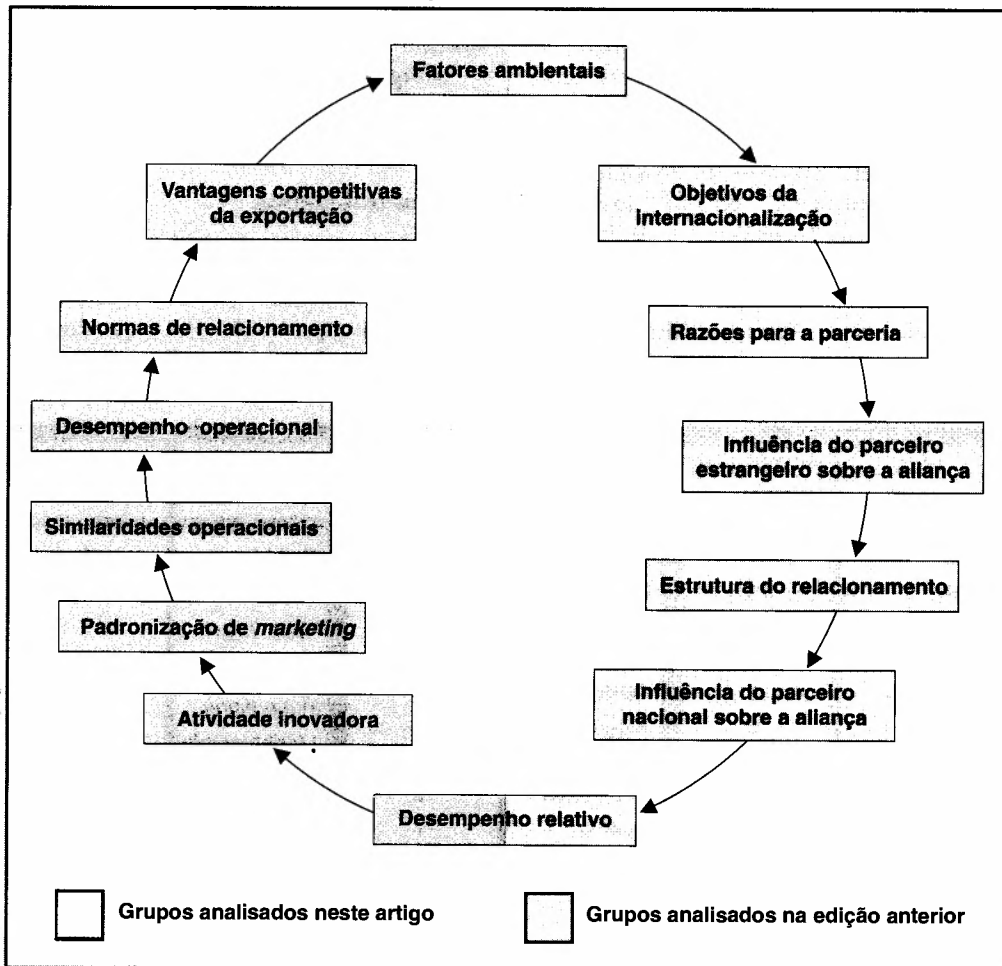 Fatores ambientais
Objetivos da
internacionalização
Razões para a parceria
Influência do parceiro
estrangeiro sobre a aliança
Estrutura do relacionamento
Influência do parceiro
nacional sobre a aliança
Desempenho relativo
Atividade inovadora
Padronização de marketing
Similaridades operacionais
Desempenho operacional
Normas de relacionamento
Vantagens competitivas
da exportação
Grupos analisados neste artigo
Grupos analisados na edição anterior